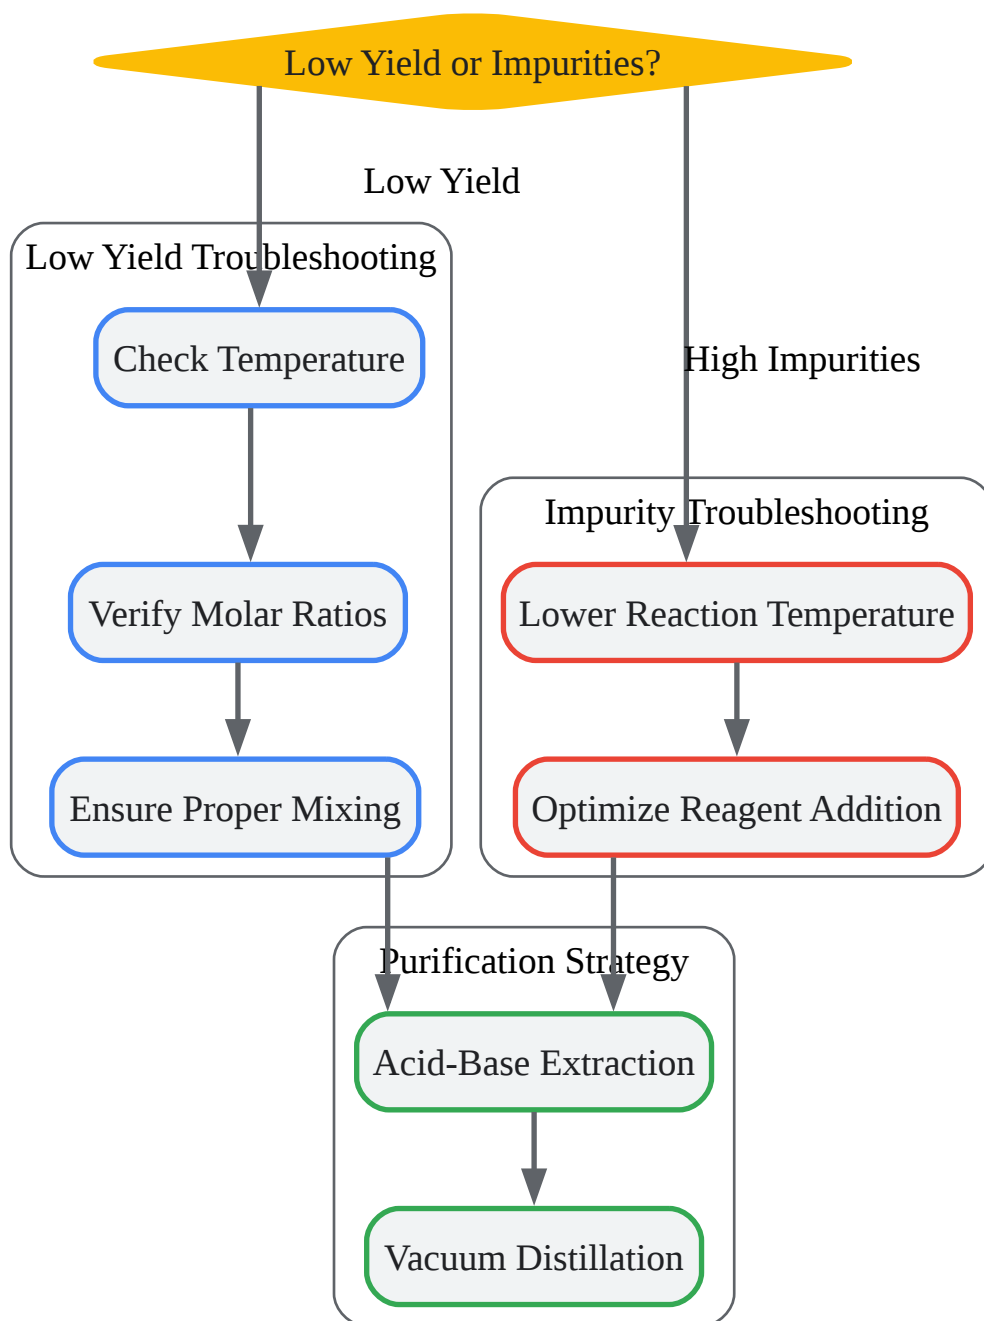 Low Yield or Impurities?
Low Yield
Low Yield Troubleshooting
Check Temperature
Verify Molar Ratios
Ensure Proper Mixing
High Impurities
Impurity Troubleshooting
Lower Reaction Temperature
Optimize Reagent Addition
Purification Strategy
Acid-Base Extraction
Vacuum Distillation